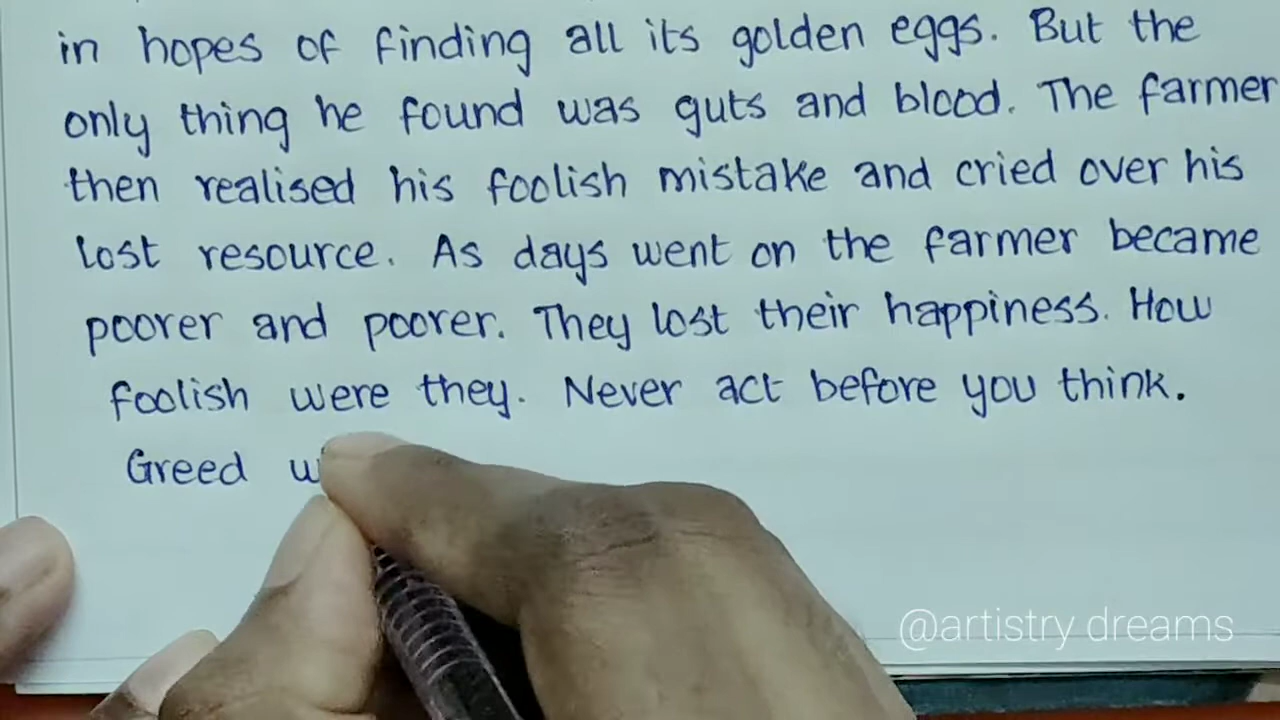 in hopes of finding all its golden eggs. But the
only thing he found was guts and blood. The farmer
then realised his foolish mistake and cried over his
lost resource. As days went on the farmer became
poorer and poorer. They lost their happiness. How
foolish were they. Never act before you think.
Greed
@artistry dreams